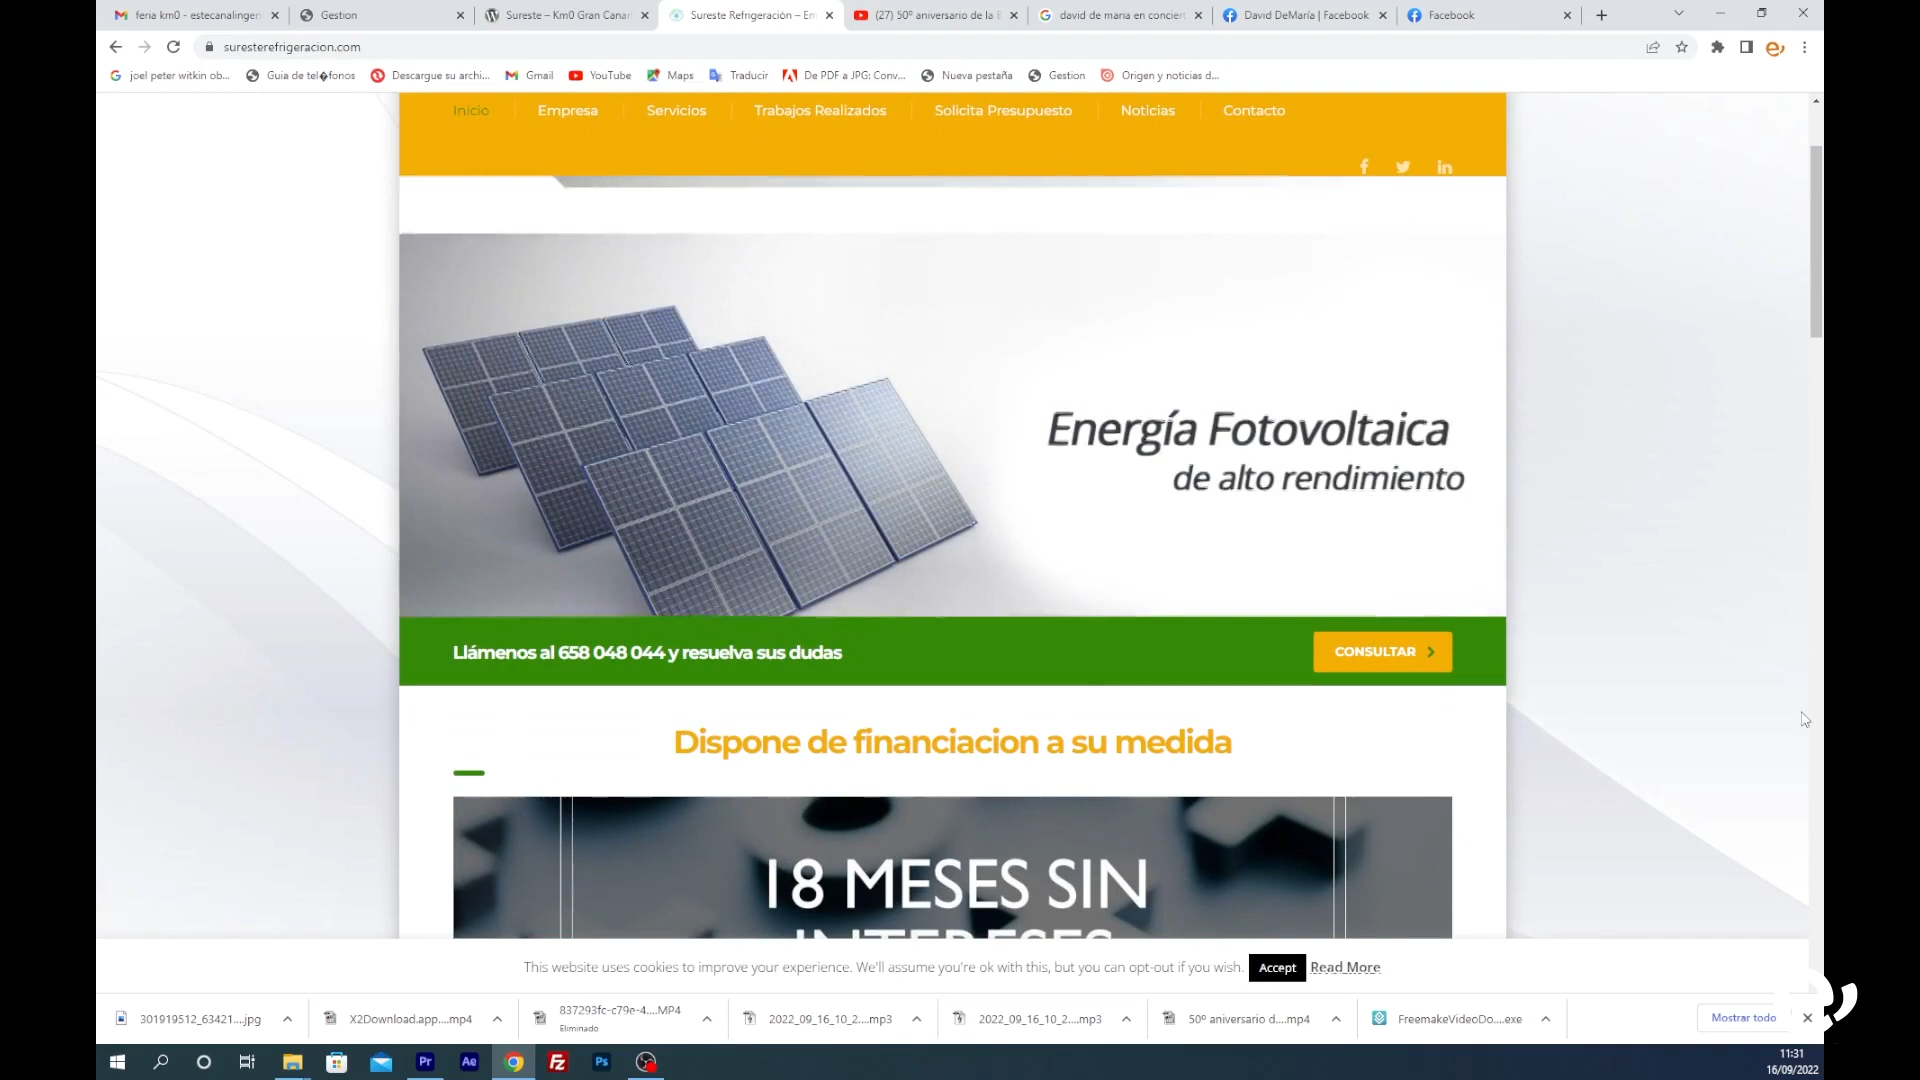 feria km0 - estecanalingen
Gestion
Sureste – Km0 Gran Canar
Sureste Refrigeración – Em
(27) 50º aniversario de la B
david de maria en conciert
David DeMaría | Facebook
Facebook
suresterefrigeracion.com
joel peter witkin ob...
Guia de tel�fonos
Descargue su archi...
Gmail
YouTube
Maps
Traducir
De PDF a JPG: Conv...
Nueva pestaña
Gestion
Origen y noticias d...
Inicio
Empresa
Servicios
Trabajos Realizados
Solicita Presupuesto
Noticias
Contacto
Energía Fotovoltaica
de alto rendimiento
Llámenos al 658 048 044 y resuelva sus dudas
CONSULTAR
Dispone de financiacion a su medida
18 MESES SIN
INTERESES
This website uses cookies to improve your experience. We'll assume you're ok with this, but you can opt-out if you wish. Accept Read More
301919512_63421....jpg
X2Download.app....mp4
837293fc-c79e-4....MP4
Eliminado
2022_09_16_10_2....mp3
2022_09_16_10_2....mp3
50º aniversario d....mp4
FreemakeVideoDo....exe
Mostrar todo
Pr
Ae
Fz
Ps
11:31
16/09/2022